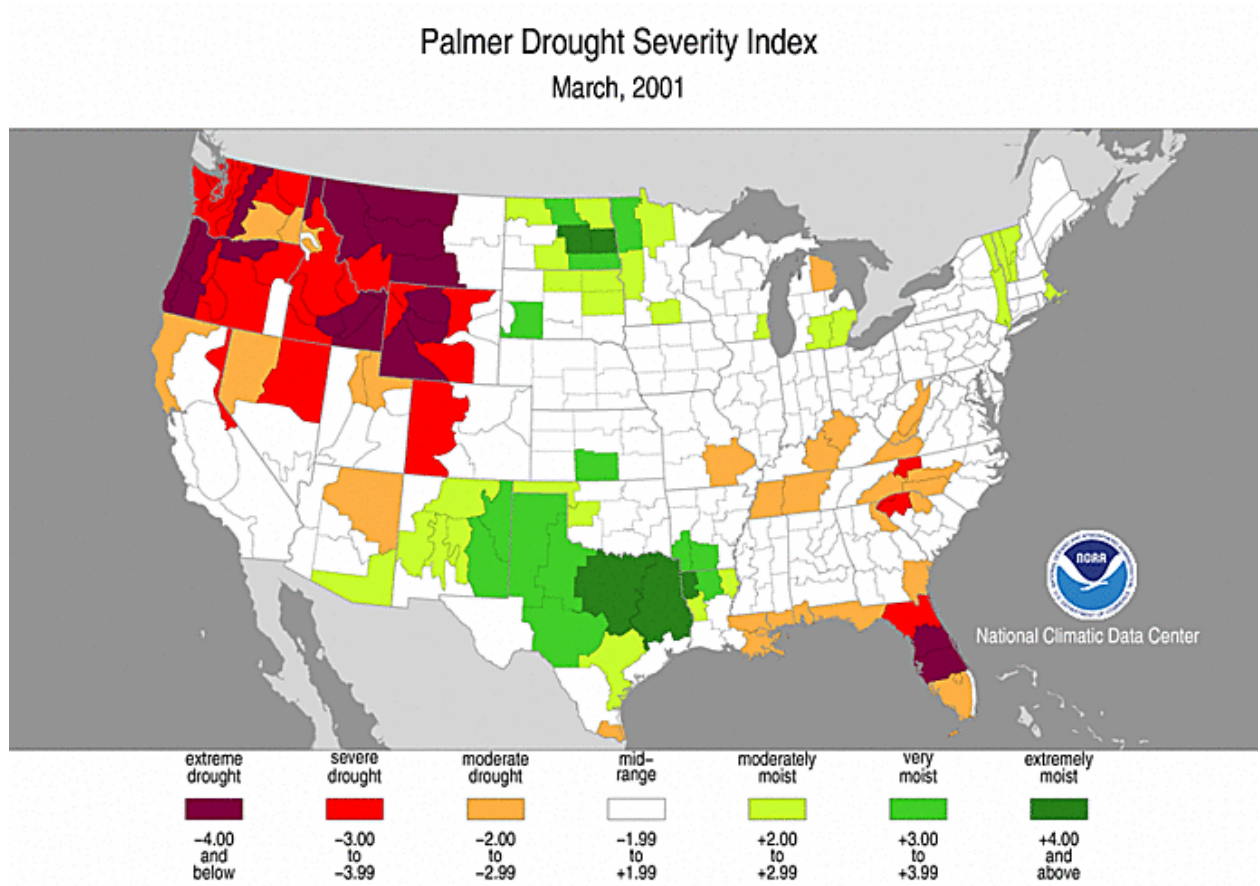 Palmer Drought Severity Index
March, 2001
NOAA
National Climatic Data Center
extreme
drought
severe
drought
moderate
drought
mid–
range
moderately
moist
very
moist
extremely
moist
−4.00
and
below
−3.00
to
−3.99
−2.00
to
−2.99
−1.99
to
+1.99
+2.00
to
+2.99
+3.00
to
+3.99
+4.00
and
above